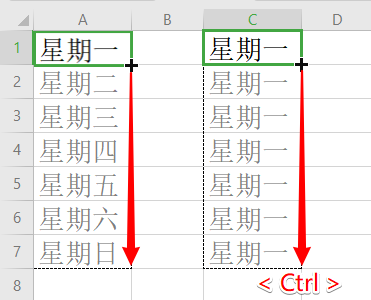 A B C D
1 星期一 星期一
2 星期二 星期一
3 星期三 星期一
4 星期四 星期一
5 星期五 星期一
6 星期六 星期一
7 星期日 星期一
8 < Ctrl >